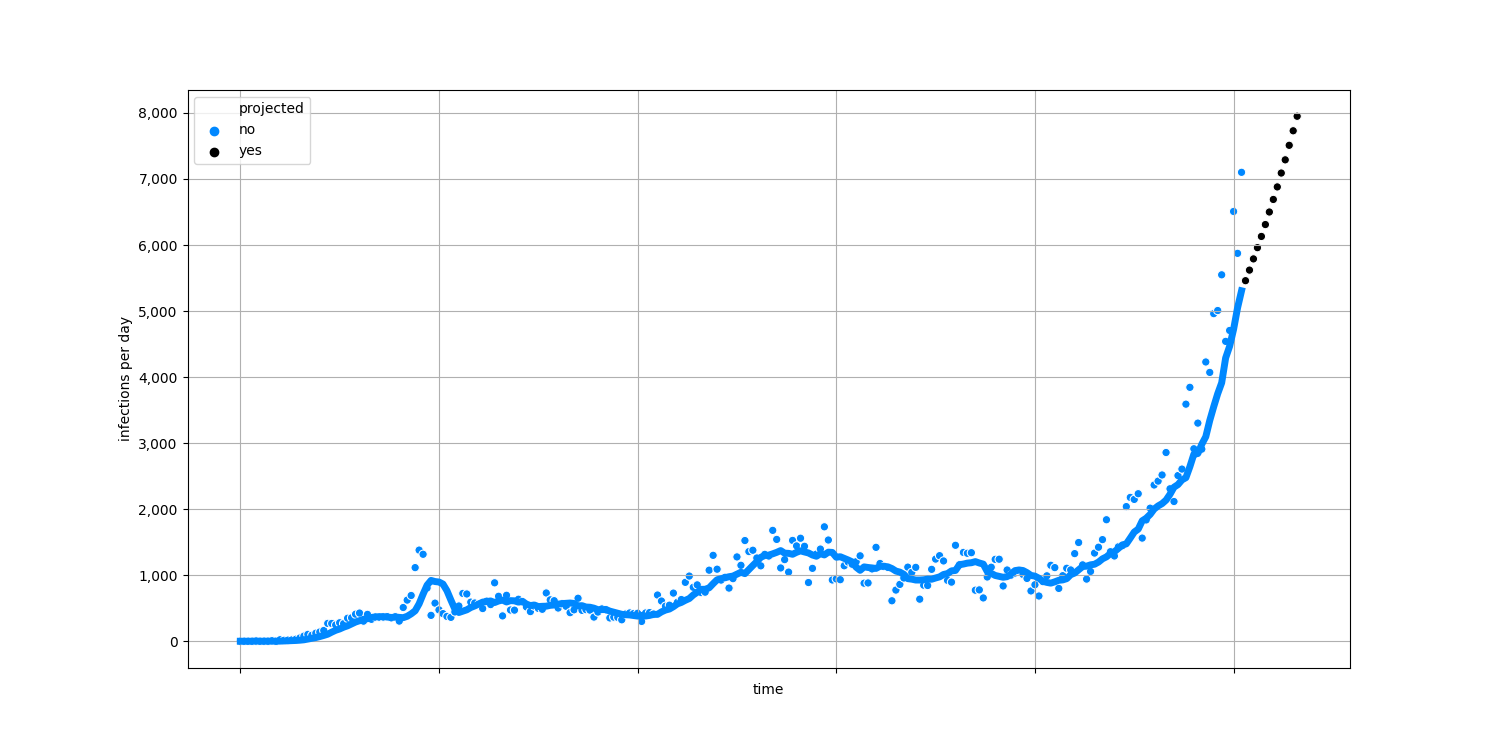 projected
no
yes
8,000
7,000
6,000
5,000
4,000
3,000
2,000
1,000
0
infections per day
time